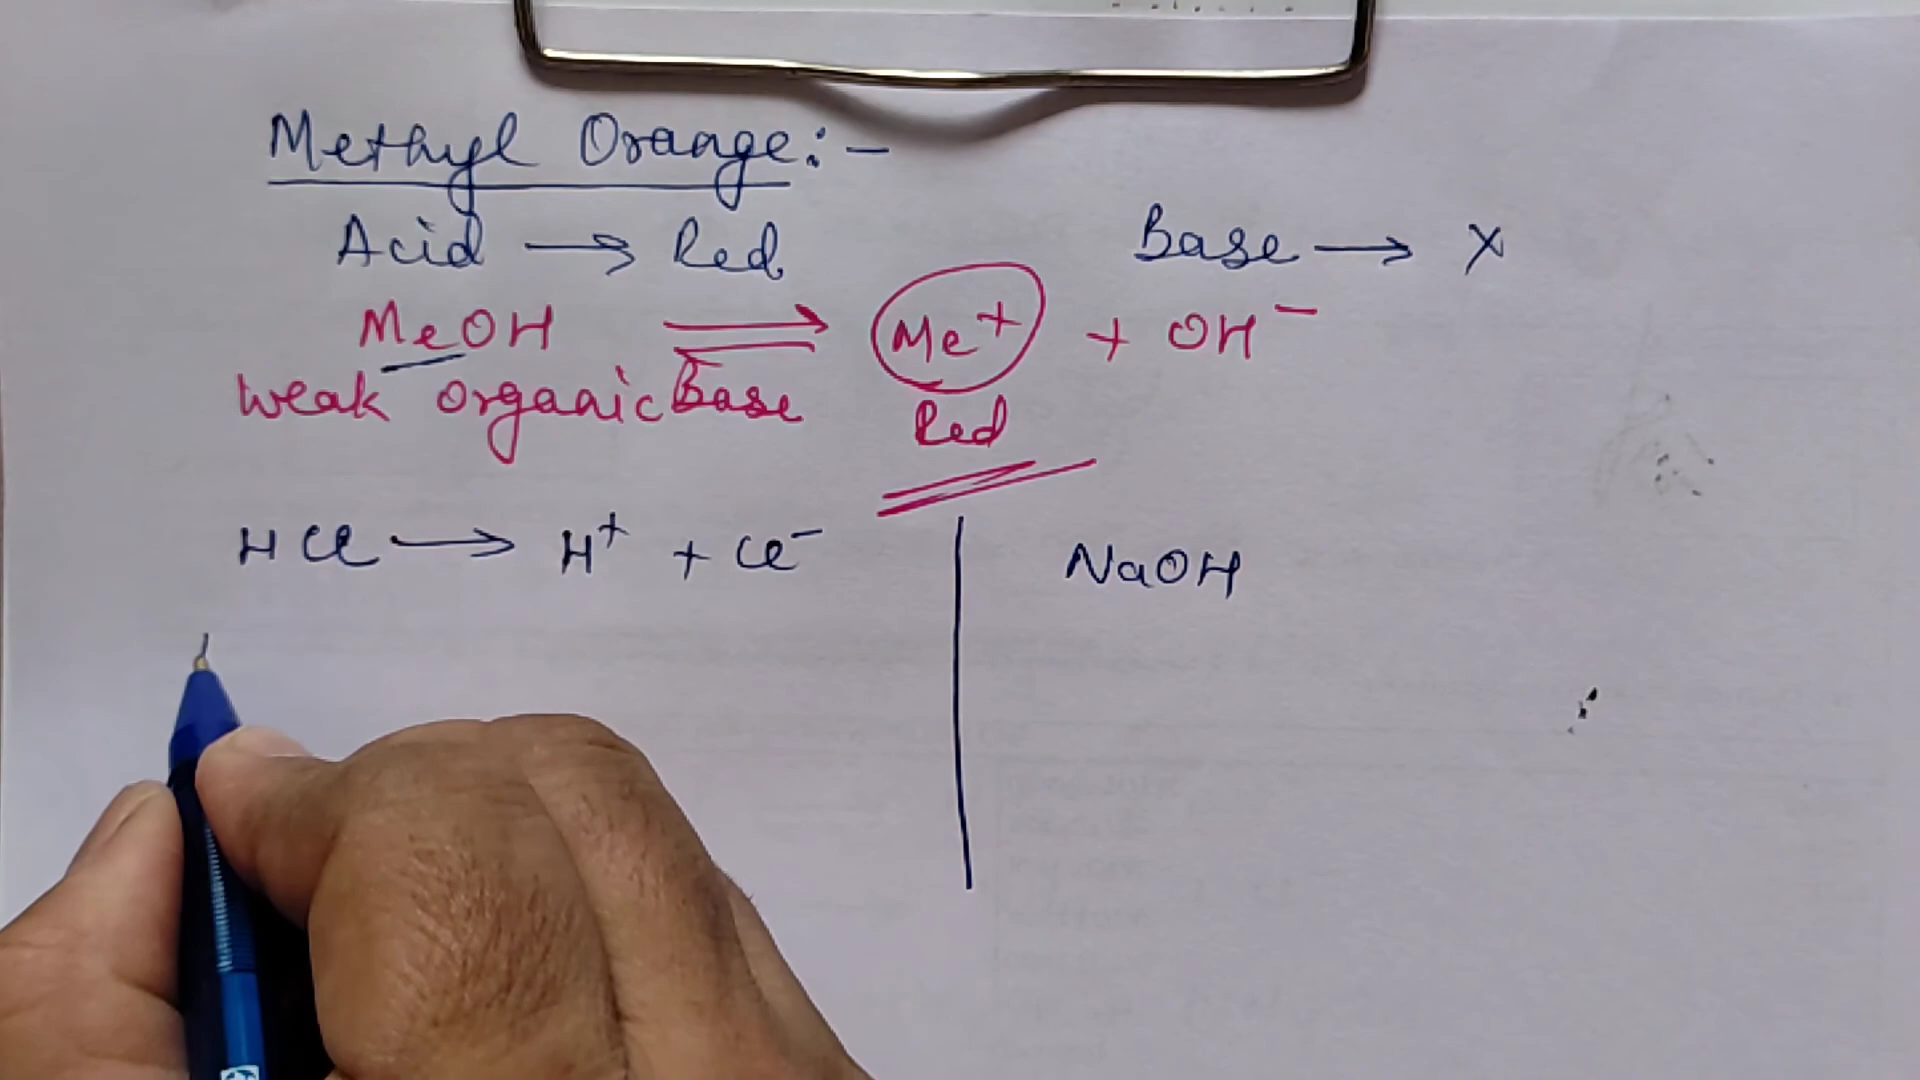 Methyl Orange:-
Acid → Red
Base → X
MeOH ⇌ Me⁺ + OH⁻
Weak organic Base
Red
HCl → H⁺ + Cl⁻
NaOH